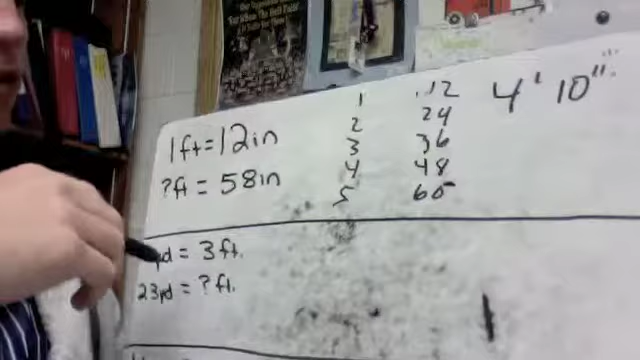 1ft = 12in
?ft = 58in
1 12
2 24
3 36
4 48
5 60
4' 10"
yd = 3ft.
23yd = ? ft.